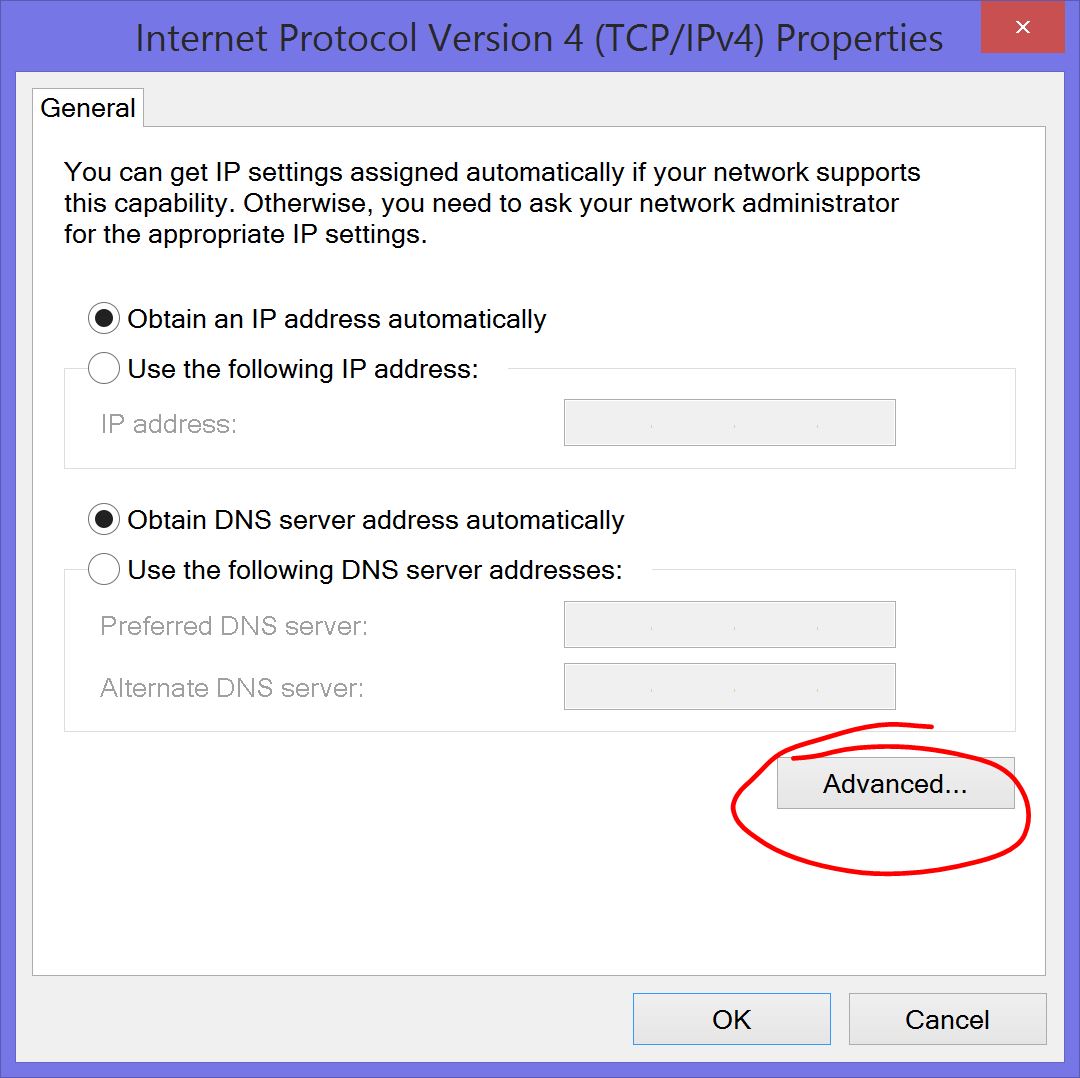 Internet Protocol Version 4 (TCP/IPv4) Properties
General
You can get IP settings assigned automatically if your network supports
this capability. Otherwise, you need to ask your network administrator
for the appropriate IP settings.
Obtain an IP address automatically
Use the following IP address:
IP address:
Obtain DNS server address automatically
Use the following DNS server addresses:
Preferred DNS server:
Alternate DNS server:
Advanced...
OK
Cancel